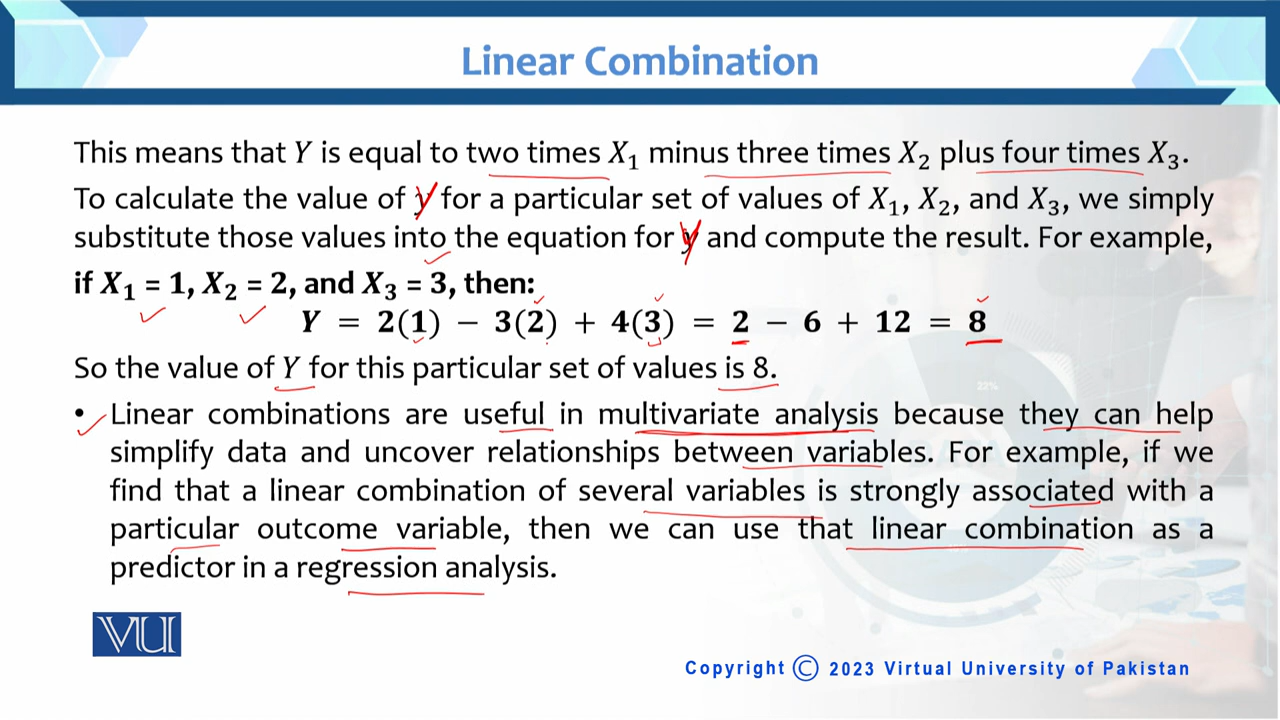 Linear Combination
This means that Y is equal to two times X₁ minus three times X₂ plus four times X₃.
To calculate the value of y for a particular set of values of X₁, X₂, and X₃, we simply
substitute those values into the equation for y and compute the result. For example,
if X₁ = 1, X₂ = 2, and X₃ = 3, then:
Y = 2(1) − 3(2) + 4(3) = 2 − 6 + 12 = 8
So the value of Y for this particular set of values is 8.
• Linear combinations are useful in multivariate analysis because they can help
simplify data and uncover relationships between variables. For example, if we
find that a linear combination of several variables is strongly associated with a
particular outcome variable, then we can use that linear combination as a
predictor in a regression analysis.
VU
Copyright © 2023 Virtual University of Pakistan
22%